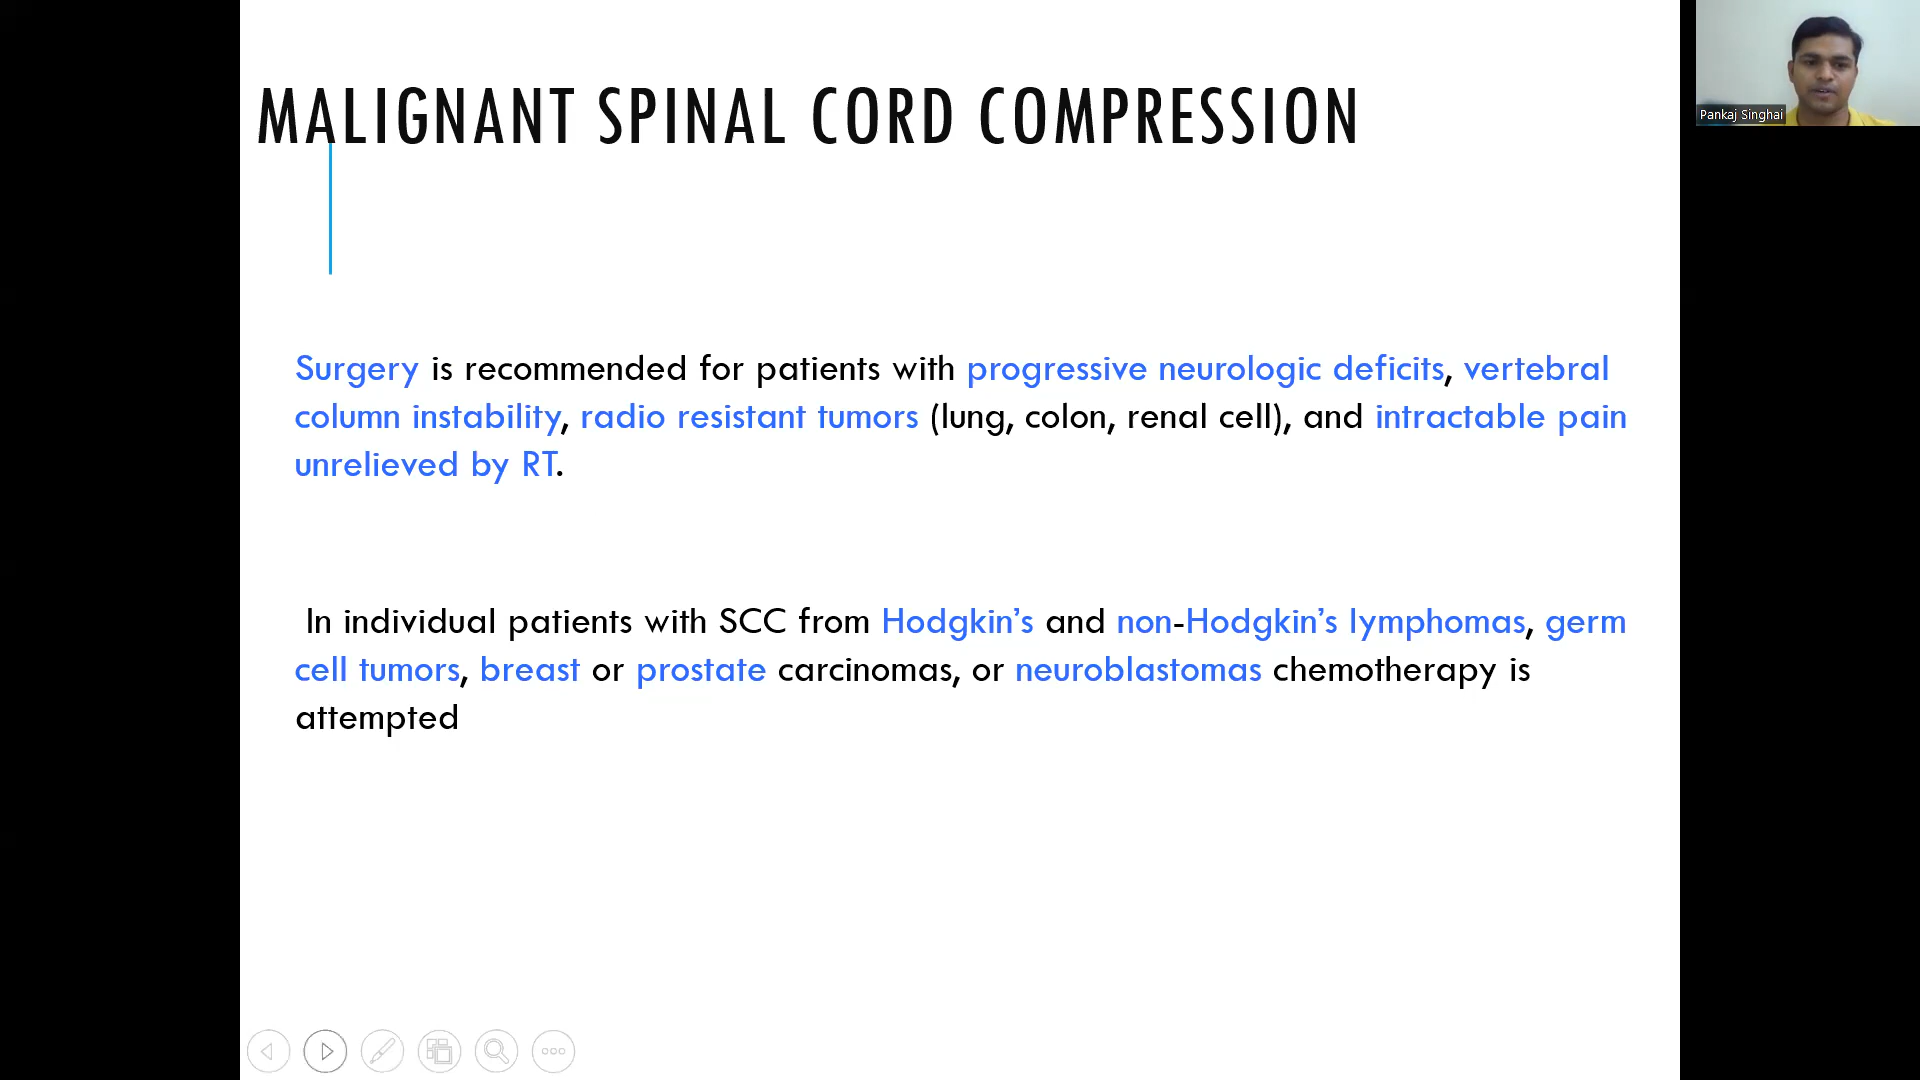 MALIGNANT SPINAL CORD COMPRESSION
Pankaj Singhai
Surgery is recommended for patients with progressive neurologic deficits, vertebral
column instability, radio resistant tumors (lung, colon, renal cell), and intractable pain
unrelieved by RT.
In individual patients with SCC from Hodgkin’s and non-Hodgkin’s lymphomas, germ
cell tumors, breast or prostate carcinomas, or neuroblastomas chemotherapy is
attempted